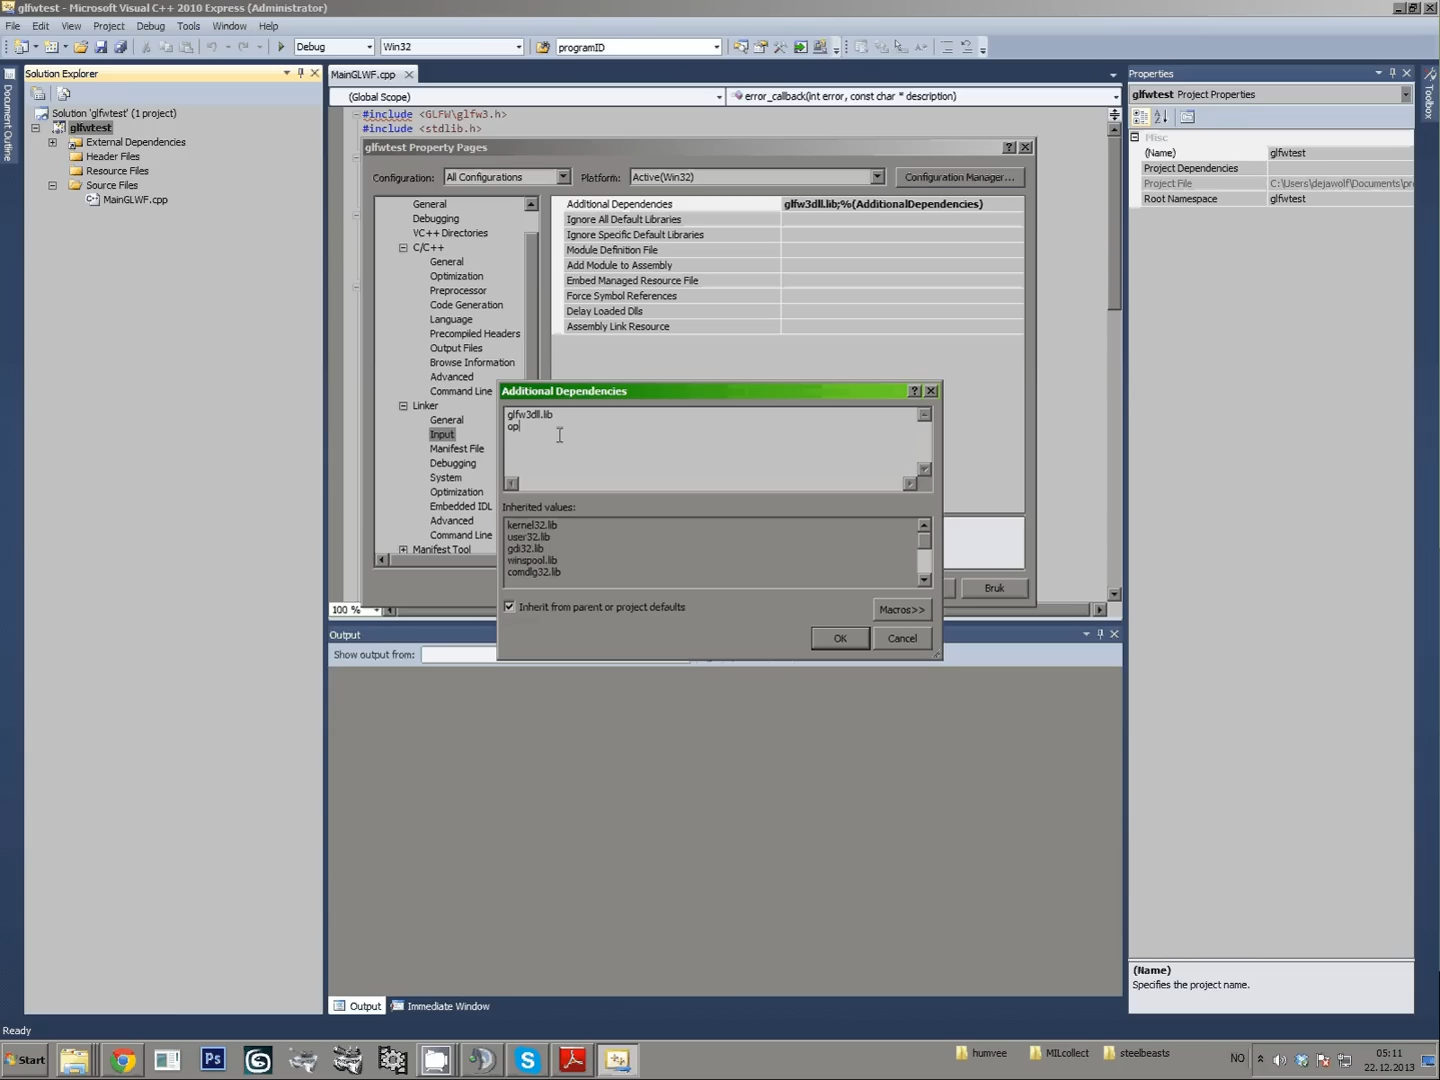 glfwtest - Microsoft Visual C++ 2010 Express (Administrator)
File Edit View Project Debug Tools Window Help
Debug Win32 programID
Solution Explorer
Document Outline
Solution 'glfwtest' (1 project)
glfwtest
External Dependencies
Header Files
Resource Files
Source Files
MainGLWF.cpp
MainGLWF.cpp
(Global Scope) error_callback(int error, const char * description)
#include <GLFW\glfw3.h>
#include <stdlib.h>
glfwtest Property Pages
Configuration: All Configurations Platform: Active(Win32) Configuration Manager...
General
Debugging
VC++ Directories
C/C++
General
Optimization
Preprocessor
Code Generation
Language
Precompiled Headers
Output Files
Browse Information
Advanced
Command Line
Linker
General
Input
Manifest File
Debugging
System
Optimization
Embedded IDL
Advanced
Command Line
Manifest Tool
Additional Dependencies glfw3dll.lib;%(AdditionalDependencies)
Ignore All Default Libraries
Ignore Specific Default Libraries
Module Definition File
Add Module to Assembly
Embed Managed Resource File
Force Symbol References
Delay Loaded Dlls
Assembly Link Resource
Additional Dependencies
glfw3dll.lib
op
Inherited values:
kernel32.lib
user32.lib
gdi32.lib
winspool.lib
comdlg32.lib
Inherit from parent or project defaults
Macros>>
OK Cancel
Bruk
100 %
Output
Show output from:
Output Immediate Window
Properties
glfwtest Project Properties
Misc
(Name) glfwtest
Project Dependencies
Project File C:\Users\dejawolf\Documents\pr
Root Namespace glfwtest
(Name)
Specifies the project name.
Toolbox
Ready
Start
Ps
humvee MILcollect steelbeasts NO
05:11
22.12.2013